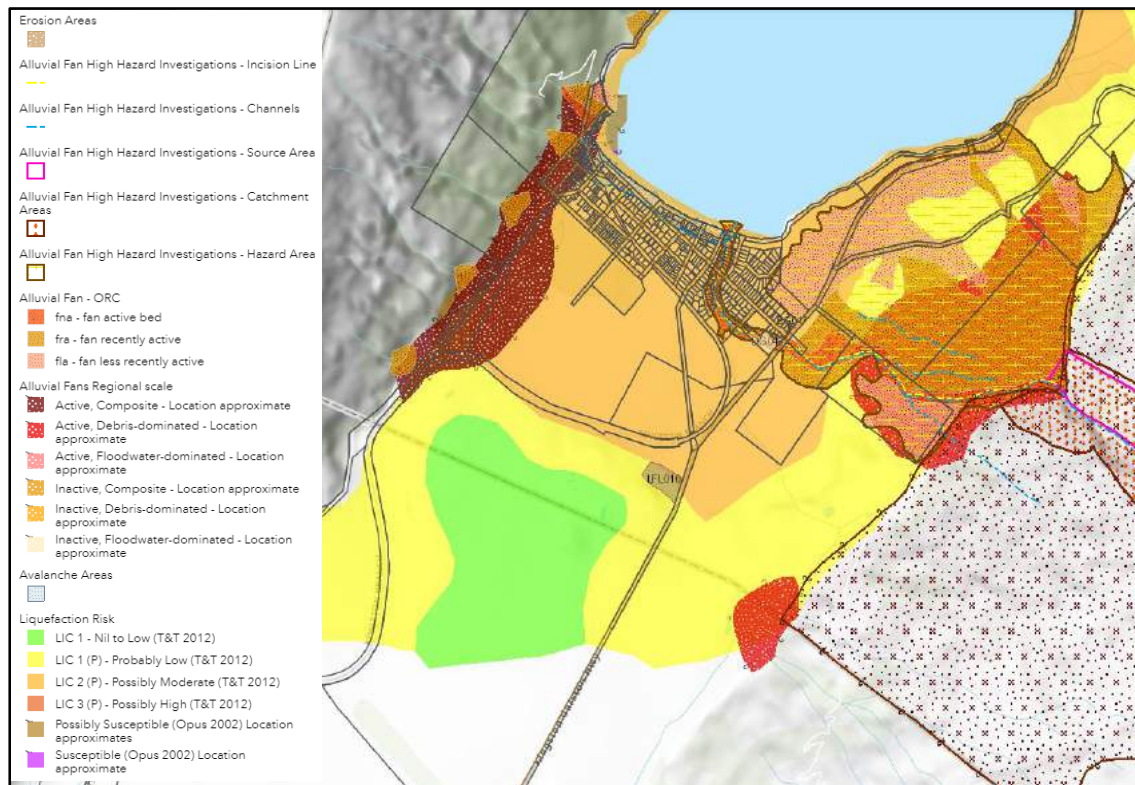 Erosion Areas
Alluvial Fan High Hazard Investigations - Incision Line
Alluvial Fan High Hazard Investigations - Channels
Alluvial Fan High Hazard Investigations - Source Area
Alluvial Fan High Hazard Investigations - Catchment
Areas
Alluvial Fan High Hazard Investigations - Hazard Area
Alluvial Fan - ORC
fna - fan active bed
fra - fan recently active
fla - fan less recently active
Alluvial Fans Regional scale
Active, Composite - Location approximate
Active, Debris-dominated - Location
approximate
Active, Floodwater-dominated - Location
approximate
Inactive, Composite - Location approximate
Inactive, Debris-dominated - Location
approximate
Inactive, Floodwater-dominated - Location
approximate
Avalanche Areas
Liquefaction Risk
LIC 1 - Nil to Low (T&T 2012)
LIC 1 (P) - Probably Low (T&T 2012)
LIC 2 (P) - Possibly Moderate (T&T 2012)
LIC 3 (P) - Possibly High (T&T 2012)
Possibly Susceptible (Opus 2002) Location
approximates
Susceptible (Opus 2002) Location
approximate
LFL010